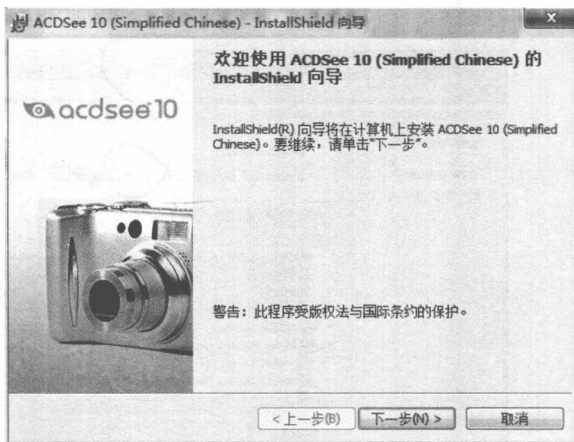 ACDSee 10 (Simplified Chinese) - InstallShield 向导
欢迎使用 ACDSee 10 (Simplified Chinese) 的
InstallShield 向导
acdsee 10
InstallShield(R) 向导将在计算机上安装 ACDSee 10 (Simplified
Chinese)。要继续，请单击“下一步”。
警告：此程序受版权法与国际条约的保护。
<上一步(B) 下一步(N) > 取消